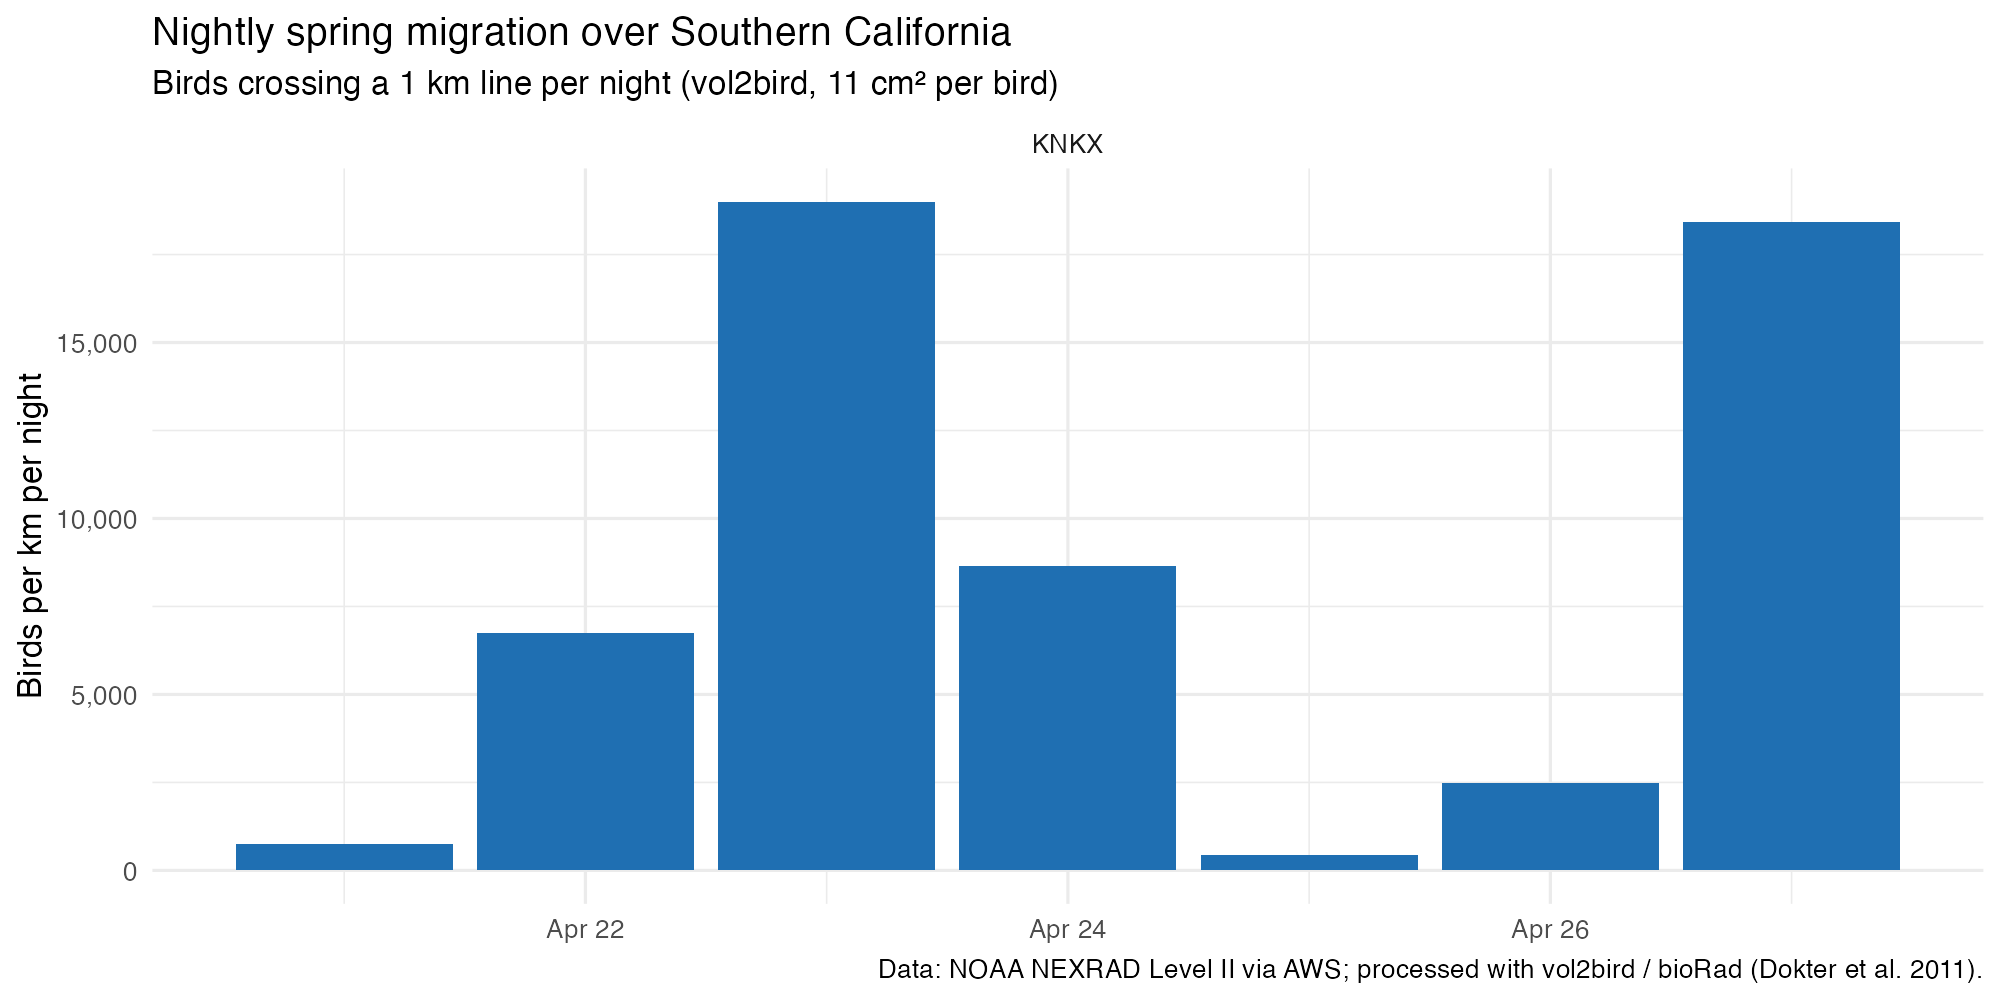 Nightly spring migration over Southern California
Birds crossing a 1 km line per night (vol2bird, 11 cm² per bird)
KNKX
Birds per km per night
15,000
10,000
5,000
0
Apr 22
Apr 24
Apr 26
Data: NOAA NEXRAD Level II via AWS; processed with vol2bird / bioRad (Dokter et al. 2011).